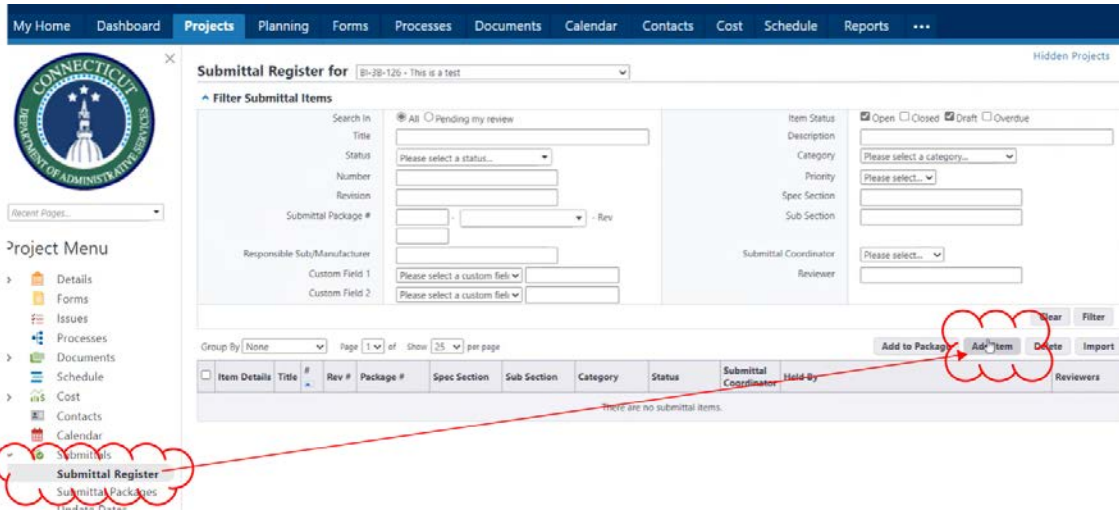 My Home Dashboard Projects Planning Forms Processes Documents Calendar Contacts Cost Schedule Reports •••
CONNECTICUT
DEPARTMENT OF ADMINISTRATIVE SERVICES
Recent Pages...
Project Menu
Details
Forms
Issues
Processes
Documents
Schedule
Cost
Contacts
Calendar
Submittals
Submittal Register
Submittal Packages
Update Dates
Hidden Projects
Submittal Register for BI-3B-126 - This is a test
Filter Submittal Items
Search In All Pending my review Item Status Open Closed Draft Overdue
Title Description
Status Please select a status... Category Please select a category...
Number Priority Please select...
Revision Spec Section
Submittal Package # - - Rev Sub Section
Responsible Sub/Manufacturer Submittal Coordinator Please select...
Custom Field 1 Please select a custom fiel Reviewer
Custom Field 2 Please select a custom fiel
Clear Filter
Group By None Page 1 of Show 25 per page Add to Package Add Item Delete Import
Item Details Title # Rev # Package # Spec Section Sub Section Category Status Submittal Coordinator Held By Reviewers
There are no submittal items.